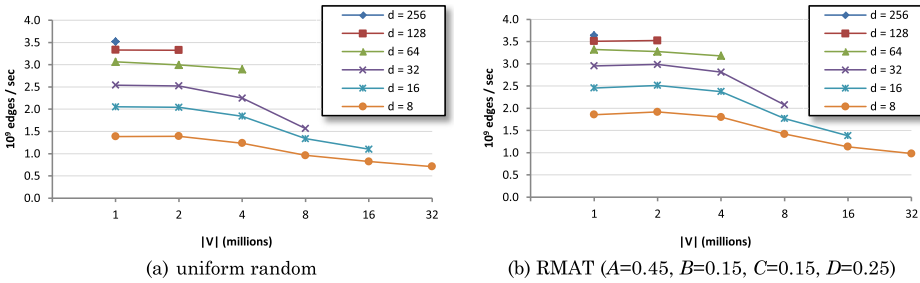 4.0
3.5
3.0
2.5
2.0
1.5
1.0
0.5
0.0
10⁹ edges / sec
1 2 4 8 16 32
|V| (millions)
d = 256
d = 128
d = 64
d = 32
d = 16
d = 8
(a) uniform random
4.0
3.5
3.0
2.5
2.0
1.5
1.0
0.5
0.0
10⁹ edges / sec
1 2 4 8 16 32
|V| (millions)
d = 256
d = 128
d = 64
d = 32
d = 16
d = 8
(b) RMAT (A=0.45, B=0.15, C=0.15, D=0.25)